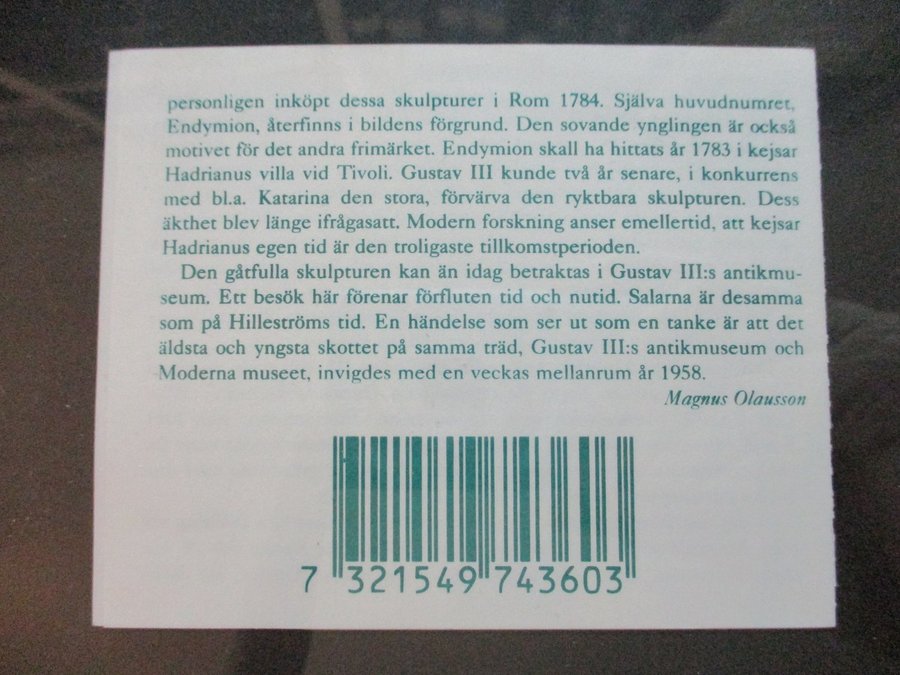 personligen inköpt dessa skulpturer i Rom 1784. Själva huvudnumret,
Endymion, återfinns i bildens förgrund. Den sovande ynglingen är också
motivet för det andra frimärket. Endymion skall ha hittats år 1783 i kejsar
Hadrianus villa vid Tivoli. Gustav III kunde två år senare, i konkurrens
med bl.a. Katarina den stora, förvärva den ryktbara skulpturen. Dess
äkthet blev länge ifrågasatt. Modern forskning anser emellertid, att kejsar
Hadrianus egen tid är den troligaste tillkomstperioden.
Den gåtfulla skulpturen kan än idag betraktas i Gustav III:s antikmu-
seum. Ett besök här förenar förfluten tid och nutid. Salarna är desamma
som på Hilleströms tid. En händelse som ser ut som en tanke är att det
äldsta och yngsta skottet på samma träd, Gustav III:s antikmuseum och
Moderna museet, invigdes med en veckas mellanrum år 1958.
Magnus Olausson
7 321549 743603